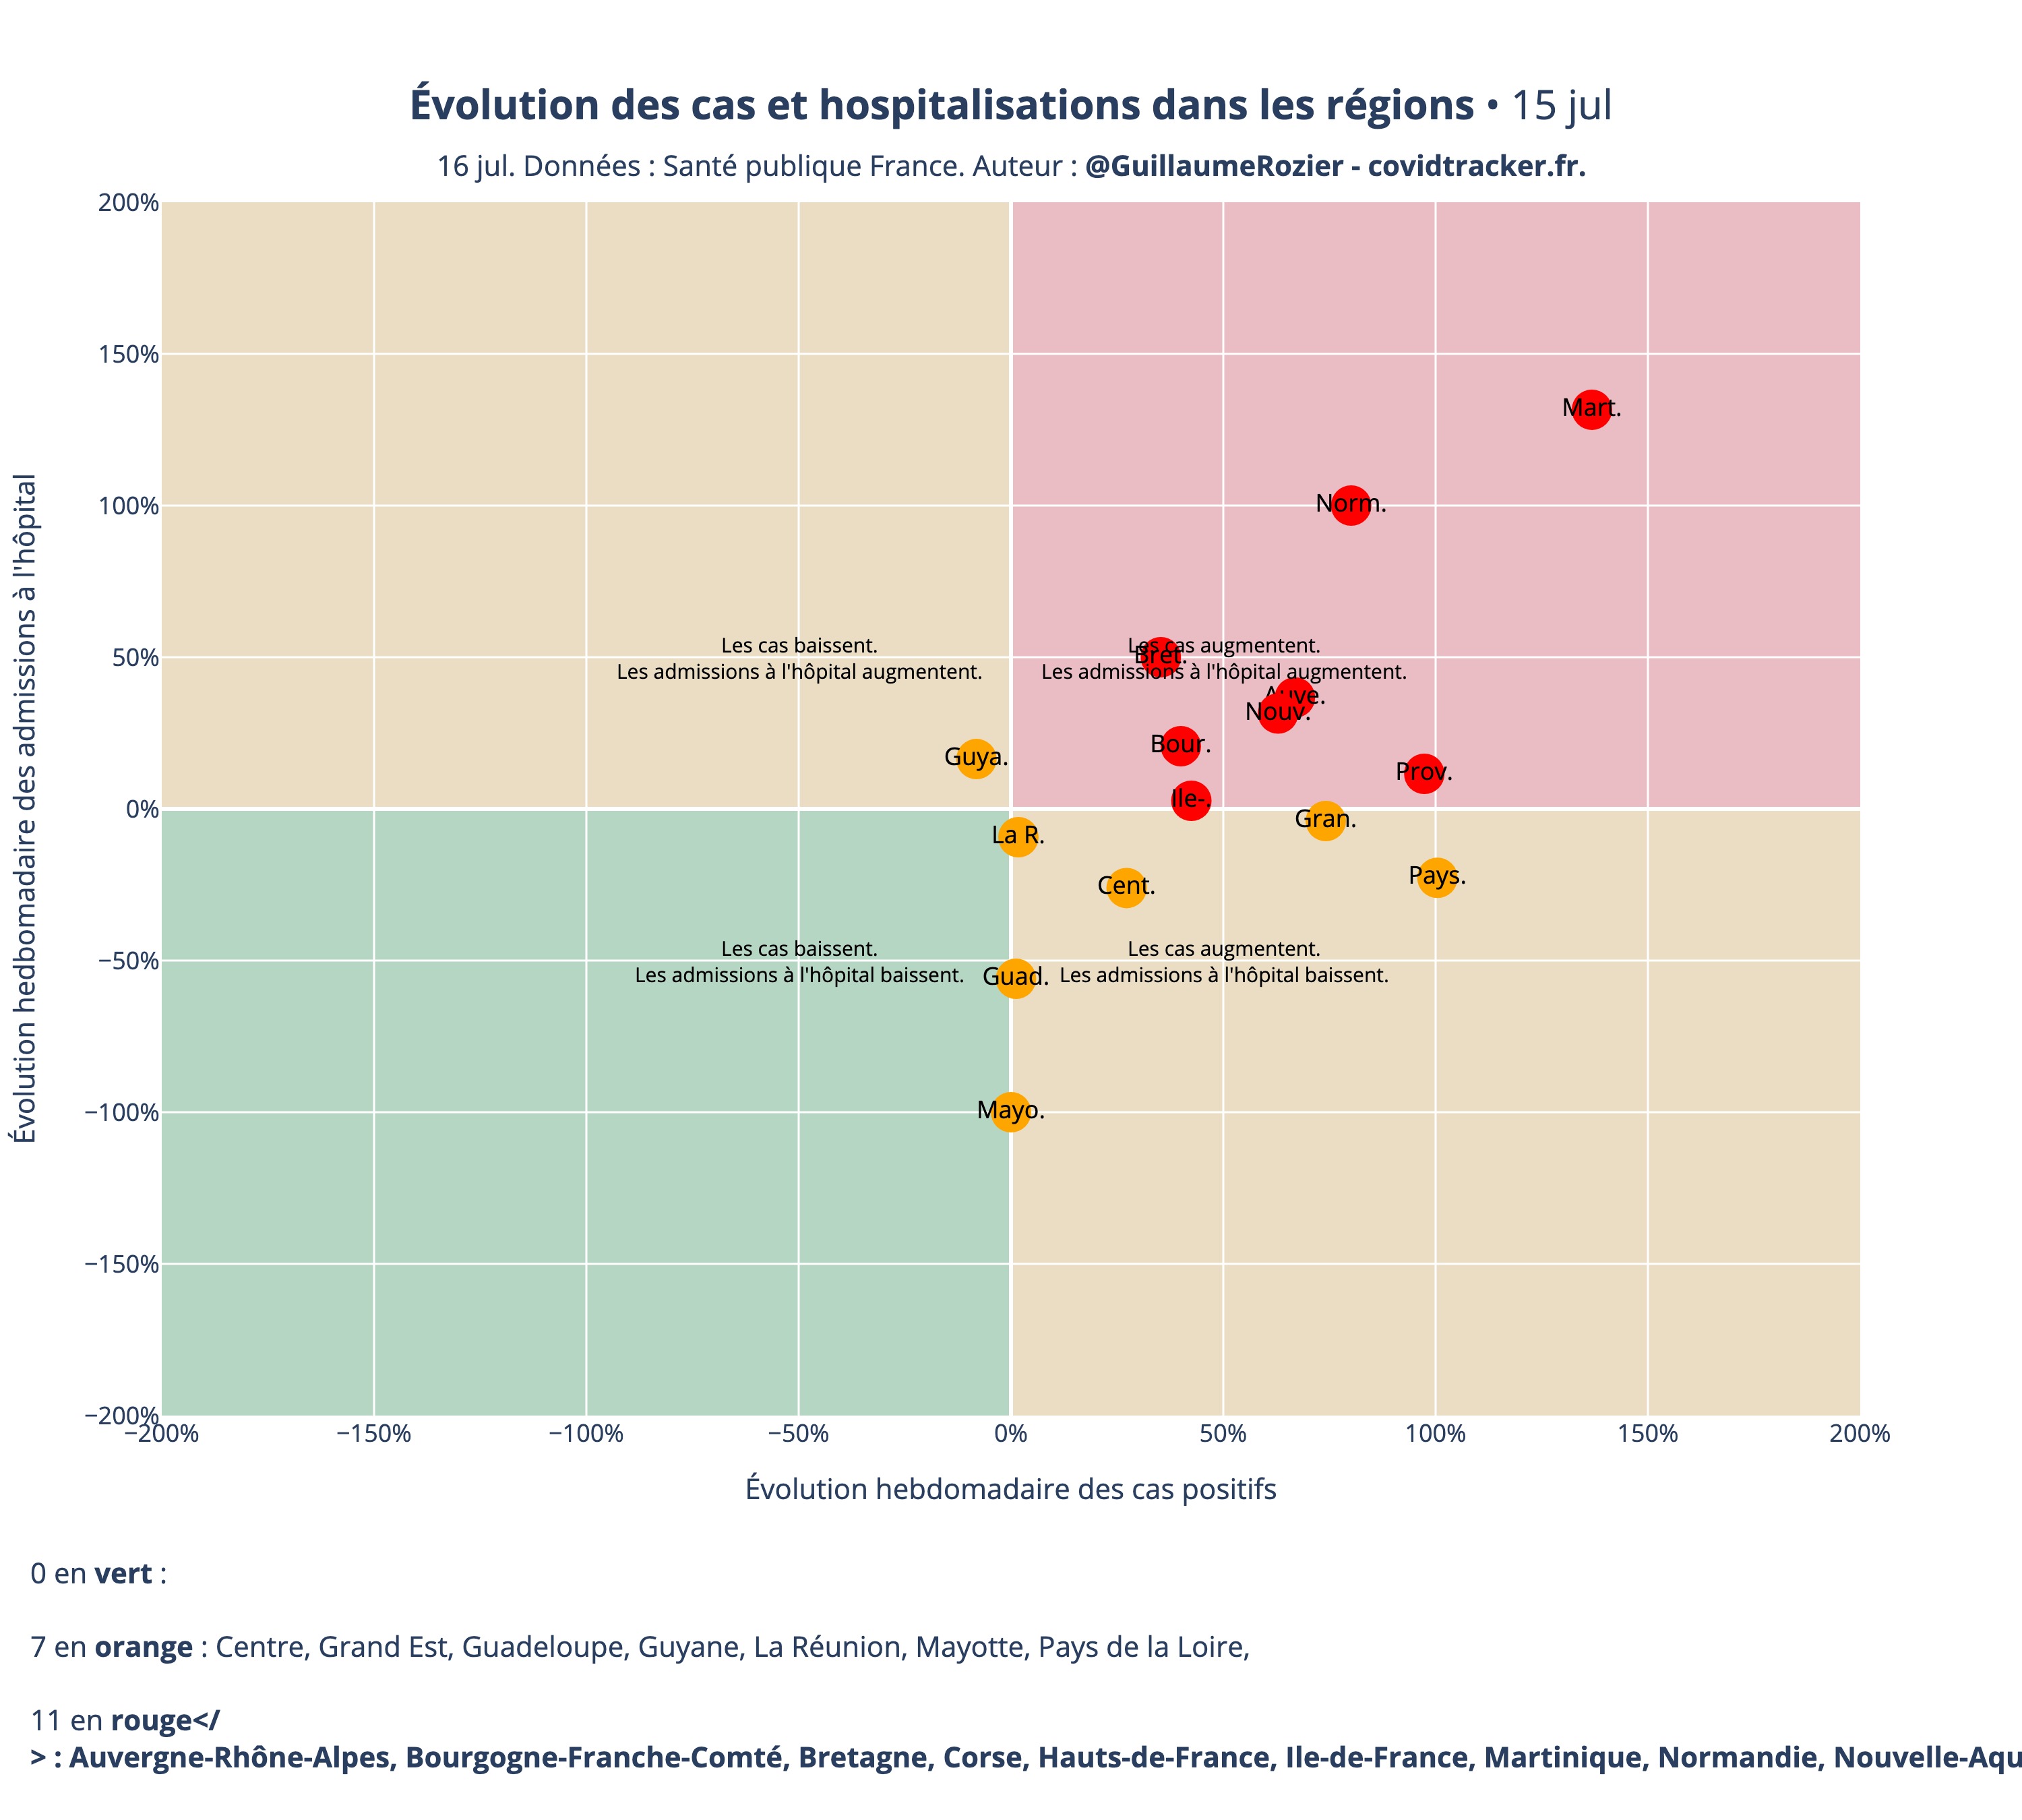 Évolution des cas et hospitalisations dans les régions • 15 jul
16 jul. Données : Santé publique France. Auteur : @GuillaumeRozier - covidtracker.fr.
Évolution hedbomadaire des admissions à l'hôpital
200%
150%
100%
50%
0%
−50%
−100%
−150%
−200%
Mart.
Norm.
Les cas baissent.
Les admissions à l'hôpital augmentent.
Les cas augmentent.
Les admissions à l'hôpital augmentent.
Bret.
Auve.
Nouv.
Bour.
Guya.
Prov.
Ile-.
Gran.
La R.
Pays.
Cent.
Les cas baissent.
Les admissions à l'hôpital baissent.
Les cas augmentent.
Les admissions à l'hôpital baissent.
Guad.
Mayo.
−200%
−150%
−100%
−50%
0%
50%
100%
150%
200%
Évolution hebdomadaire des cas positifs
0 en vert :
7 en orange : Centre, Grand Est, Guadeloupe, Guyane, La Réunion, Mayotte, Pays de la Loire,
11 en rouge</
> : Auvergne-Rhône-Alpes, Bourgogne-Franche-Comté, Bretagne, Corse, Hauts-de-France, Ile-de-France, Martinique, Normandie, Nouvelle-Aqu